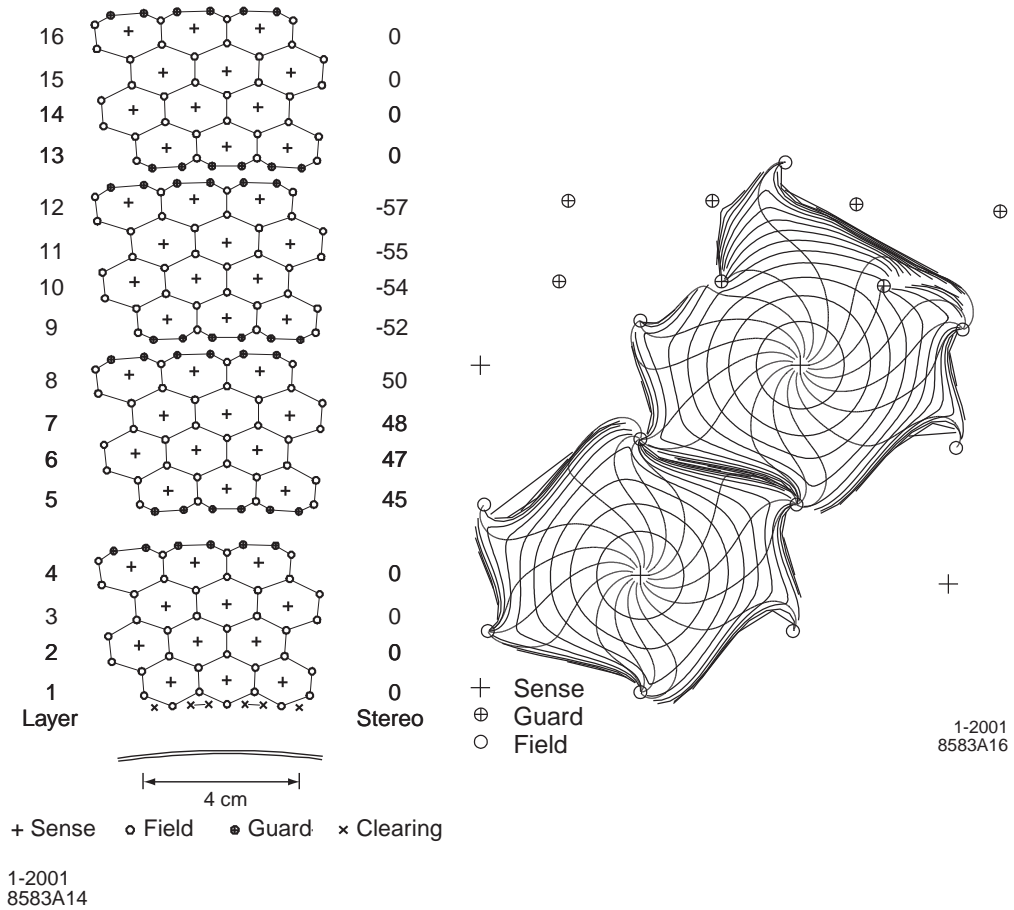 16 0
15 0
14 0
13 0
12 -57
11 -55
10 -54
9 -52
8 50
7 48
6 47
5 45
4 0
3 0
2 0
1 0
Layer Stereo
4 cm
+ Sense Field Guard × Clearing
1-2001
8583A14
Sense
Guard
Field
1-2001
8583A16